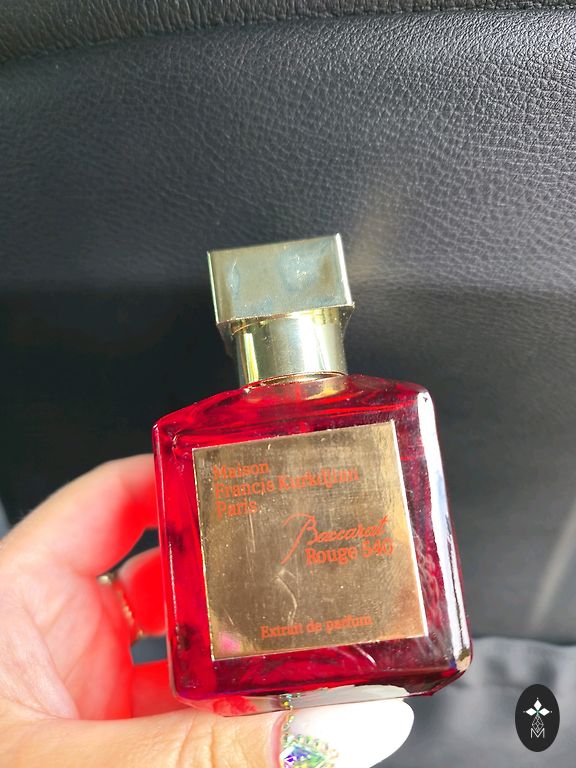 Maison
Francis Kurkdjian
Paris
Baccarat
Rouge 540
Extrait de parfum
M